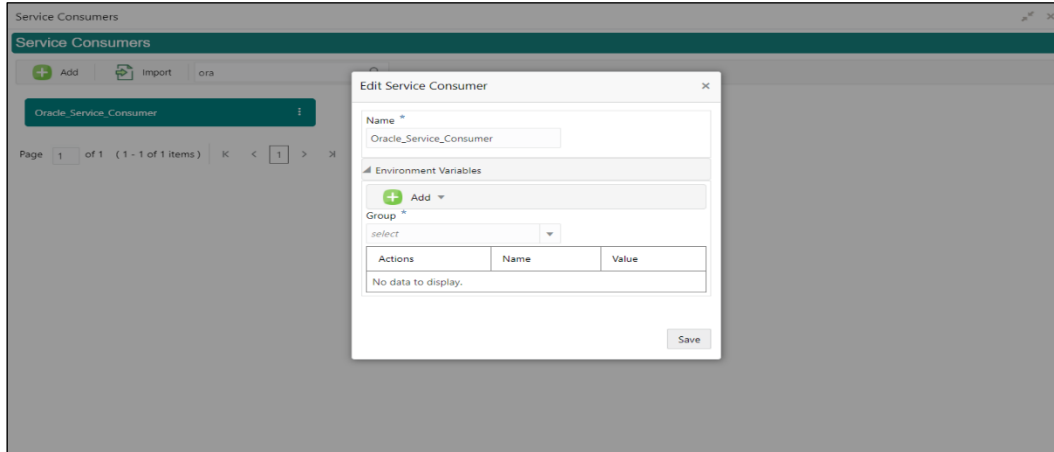 Service Consumers
Service Consumers
Add Import ora
Oracle_Service_Consumer
Page 1 of 1 (1 - 1 of 1 items) K < 1 > >|
Edit Service Consumer ×
Name *
Oracle_Service_Consumer
Environment Variables
Add
Group *
select
Actions Name Value
No data to display.
Save